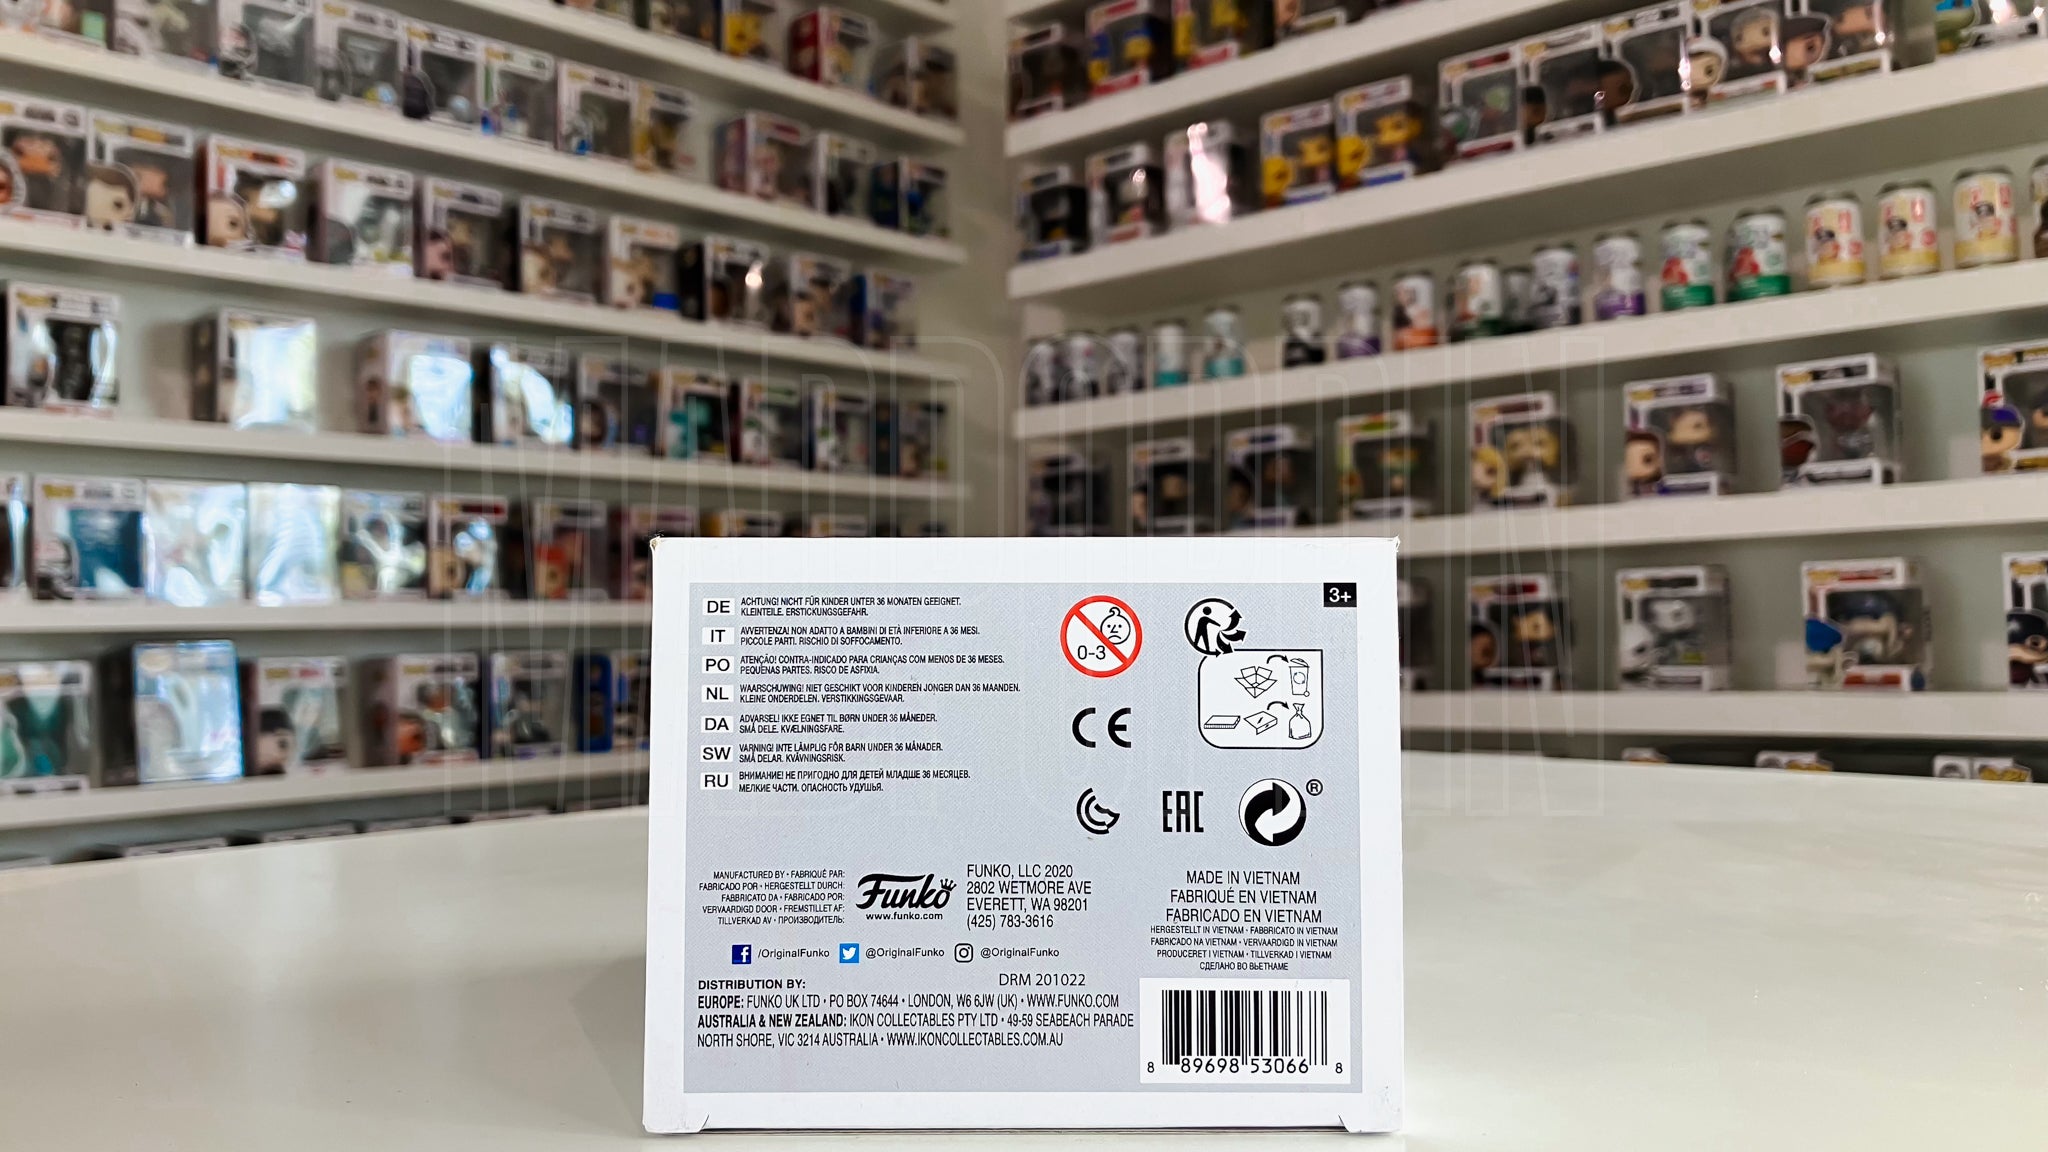 MARPOPPIN
3+
DE ACHTUNG! NICHT FÜR KINDER UNTER 36 MONATEN GEEIGNET.
KLEINTEILE. ERSTICKUNGSGEFAHR.
IT AVVERTENZA! NON ADATTO A BAMBINI DI ETÀ INFERIORE A 36 MESI.
PICCOLE PARTI. RISCHIO DI SOFFOCAMENTO.
PO ATENÇÃO! CONTRA-INDICADO PARA CRIANÇAS COM MENOS DE 36 MESES.
PEQUENAS PARTES. RISCO DE ASFIXIA.
NL WAARSCHUWING! NIET GESCHIKT VOOR KINDEREN JONGER DAN 36 MAANDEN.
KLEINE ONDERDELEN. VERSTIKKINGSGEVAAR.
DA ADVARSEL! IKKE EGNET TIL BØRN UNDER 36 MÅNEDER.
SMÅ DELE. KVÆLNINGSFARE.
SW VARNING! INTE LÄMPLIG FÖR BARN UNDER 36 MÅNADER.
SMÅ DELAR. KVÄVNINGSRISK.
RU ВНИМАНИЕ! НЕ ПРИГОДНО ДЛЯ ДЕТЕЙ МЛАДШЕ 36 МЕСЯЦЕВ.
МЕЛКИЕ ЧАСТИ. ОПАСНОСТЬ УДУШЬЯ.
0-3
CE
EAC
®
MANUFACTURED BY • FABRIQUÉ PAR:
FABRICADO POR • HERGESTELLT DURCH:
FABBRICATO DA • FABRICADO POR:
VERVAARDIGD DOOR • FREMSTILLET AF:
TILLVERKAD AV • ПРОИЗВОДИТЕЛЬ:
Funko
www.funko.com
FUNKO, LLC 2020
2802 WETMORE AVE
EVERETT, WA 98201
(425) 783-3616
MADE IN VIETNAM
FABRIQUÉ EN VIETNAM
FABRICADO EN VIETNAM
HERGESTELLT IN VIETNAM • FABBRICATO IN VIETNAM
FABRICADO NA VIETNAM • VERVAARDIGD IN VIETNAM
PRODUCERET I VIETNAM • TILLVERKAD I VIETNAM
СДЕЛАНО ВО ВЬЕТНАМЕ
/OriginalFunko @OriginalFunko @OriginalFunko
DRM 201022
DISTRIBUTION BY:
EUROPE: FUNKO UK LTD • PO BOX 74644 • LONDON, W6 6JW (UK) • WWW.FUNKO.COM
AUSTRALIA & NEW ZEALAND: IKON COLLECTABLES PTY LTD • 49-59 SEABEACH PARADE
NORTH SHORE, VIC 3214 AUSTRALIA • WWW.IKONCOLLECTABLES.COM.AU
8 89698 53066 8